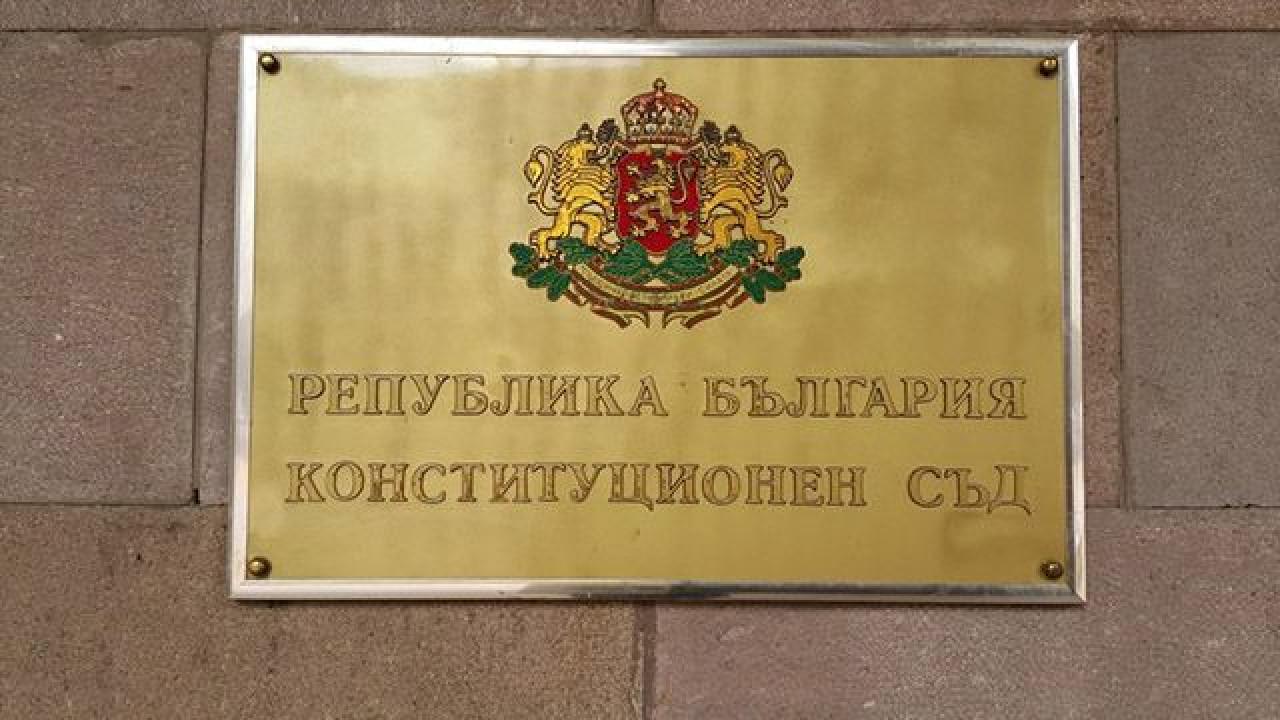 РЕПУБЛИКА БЪЛГАРИЯ
КОНСТИТУЦИОНЕН СЪД